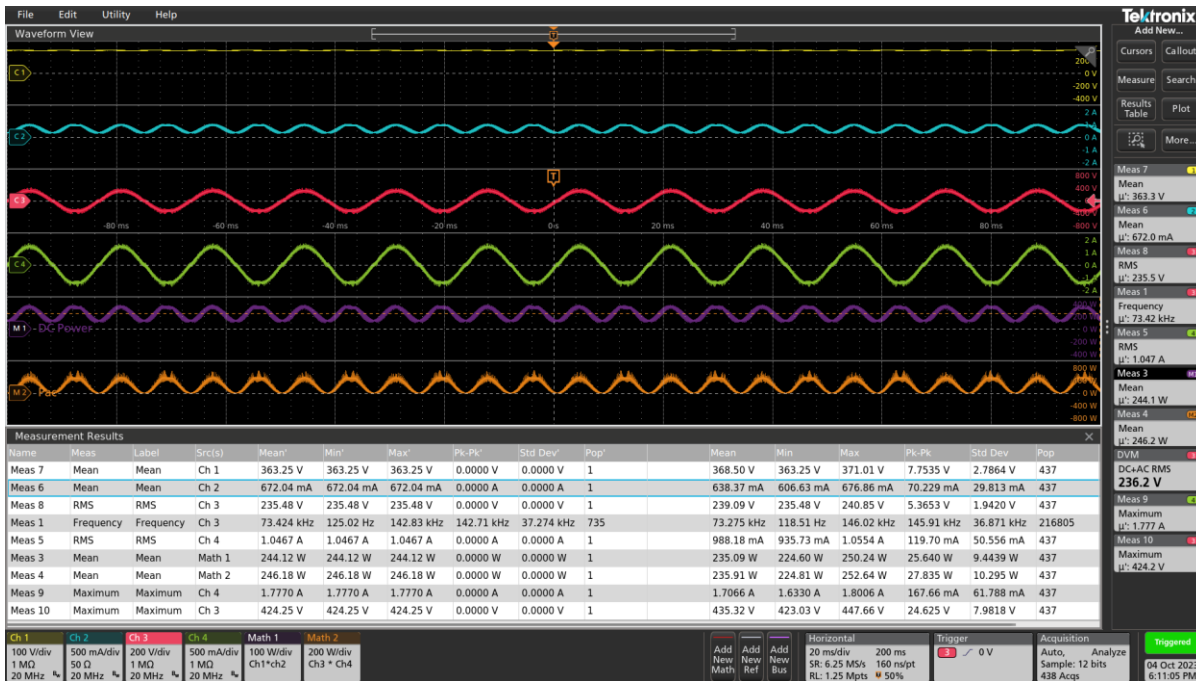 File Edit Utility Help
Tektronix
Waveform View
Add New...
Cursors Callout
Measure Search
Results Table Plot
More...
C1
200
0 V
-200 V
-400 V
C2
2 A
0 A
-1 A
-2 A
T
C3
800 V
400 V
-400 V
-800 V
-80 ms -60 ms -40 ms -20 ms 0 s 20 ms 40 ms 60 ms 80 ms
C4
2 A
1 A
0 A
-1 A
-2 A
M1 - DC Power
400 W
200 W
0 W
-200 W
-400 W
M2 - Pac
800 W
0 W
-400 W
-800 W
Meas 7
Mean
µ': 363.3 V
Meas 6
Mean
µ': 672.0 mA
Meas 8
RMS
µ': 235.5 V
Meas 1
Frequency
µ': 73.42 kHz
Meas 5
RMS
µ': 1.047 A
Meas 3
Mean
µ': 244.1 W
Meas 4
Mean
µ': 246.2 W
DVM
DC+AC RMS
236.2 V
Meas 9
Maximum
µ': 1.777 A
Meas 10
Maximum
µ': 424.2 V
Measurement Results
Name Meas Label Src(s) Mean' Min' Max' Pk-Pk' Std Dev' Pop' Mean Min Max Pk-Pk Std Dev Pop
Meas 7 Mean Mean Ch 1 363.25 V 363.25 V 363.25 V 0.0000 V 0.0000 V 1 368.50 V 363.25 V 371.01 V 7.7535 V 2.7864 V 437
Meas 6 Mean Mean Ch 2 672.04 mA 672.04 mA 672.04 mA 0.0000 A 0.0000 A 1 638.37 mA 606.63 mA 676.86 mA 70.229 mA 29.813 mA 437
Meas 8 RMS RMS Ch 3 235.48 V 235.48 V 235.48 V 0.0000 V 0.0000 V 1 239.09 V 235.48 V 240.85 V 5.3653 V 1.9420 V 437
Meas 1 Frequency Frequency Ch 3 73.424 kHz 125.02 Hz 142.83 kHz 142.71 kHz 37.274 kHz 735 73.275 kHz 118.51 Hz 146.02 kHz 145.91 kHz 36.871 kHz 216805
Meas 5 RMS RMS Ch 4 1.0467 A 1.0467 A 1.0467 A 0.0000 A 0.0000 A 1 988.18 mA 935.73 mA 1.0554 A 119.70 mA 50.556 mA 437
Meas 3 Mean Mean Math 1 244.12 W 244.12 W 244.12 W 0.0000 W 0.0000 W 1 235.09 W 224.60 W 250.24 W 25.640 W 9.4439 W 437
Meas 4 Mean Mean Math 2 246.18 W 246.18 W 246.18 W 0.0000 W 0.0000 W 1 235.91 W 224.81 W 252.64 W 27.835 W 10.295 W 437
Meas 9 Maximum Maximum Ch 4 1.7770 A 1.7770 A 1.7770 A 0.0000 A 0.0000 A 1 1.7066 A 1.6330 A 1.8006 A 167.66 mA 61.788 mA 437
Meas 10 Maximum Maximum Ch 3 424.25 V 424.25 V 424.25 V 0.0000 V 0.0000 V 1 435.32 V 423.03 V 447.66 V 24.625 V 7.9818 V 437
Ch 1
100 V/div
1 MΩ
20 MHz
Ch 2
500 mA/div
50 Ω
20 MHz
Ch 3
200 V/div
1 MΩ
20 MHz
Ch 4
500 mA/div
1 MΩ
20 MHz
Math 1
100 W/div
Ch1*ch2
Math 2
200 W/div
Ch3 * Ch4
Add New Math
Add New Ref
Add New Bus
Horizontal
20 ms/div 200 ms
SR: 6.25 MS/s 160 ns/pt
RL: 1.25 Mpts 50%
Trigger
3 0 V
Acquisition
Auto, Analyze
Sample: 12 bits
438 Acqs
Triggered
04 Oct 2023
6:11:05 PM